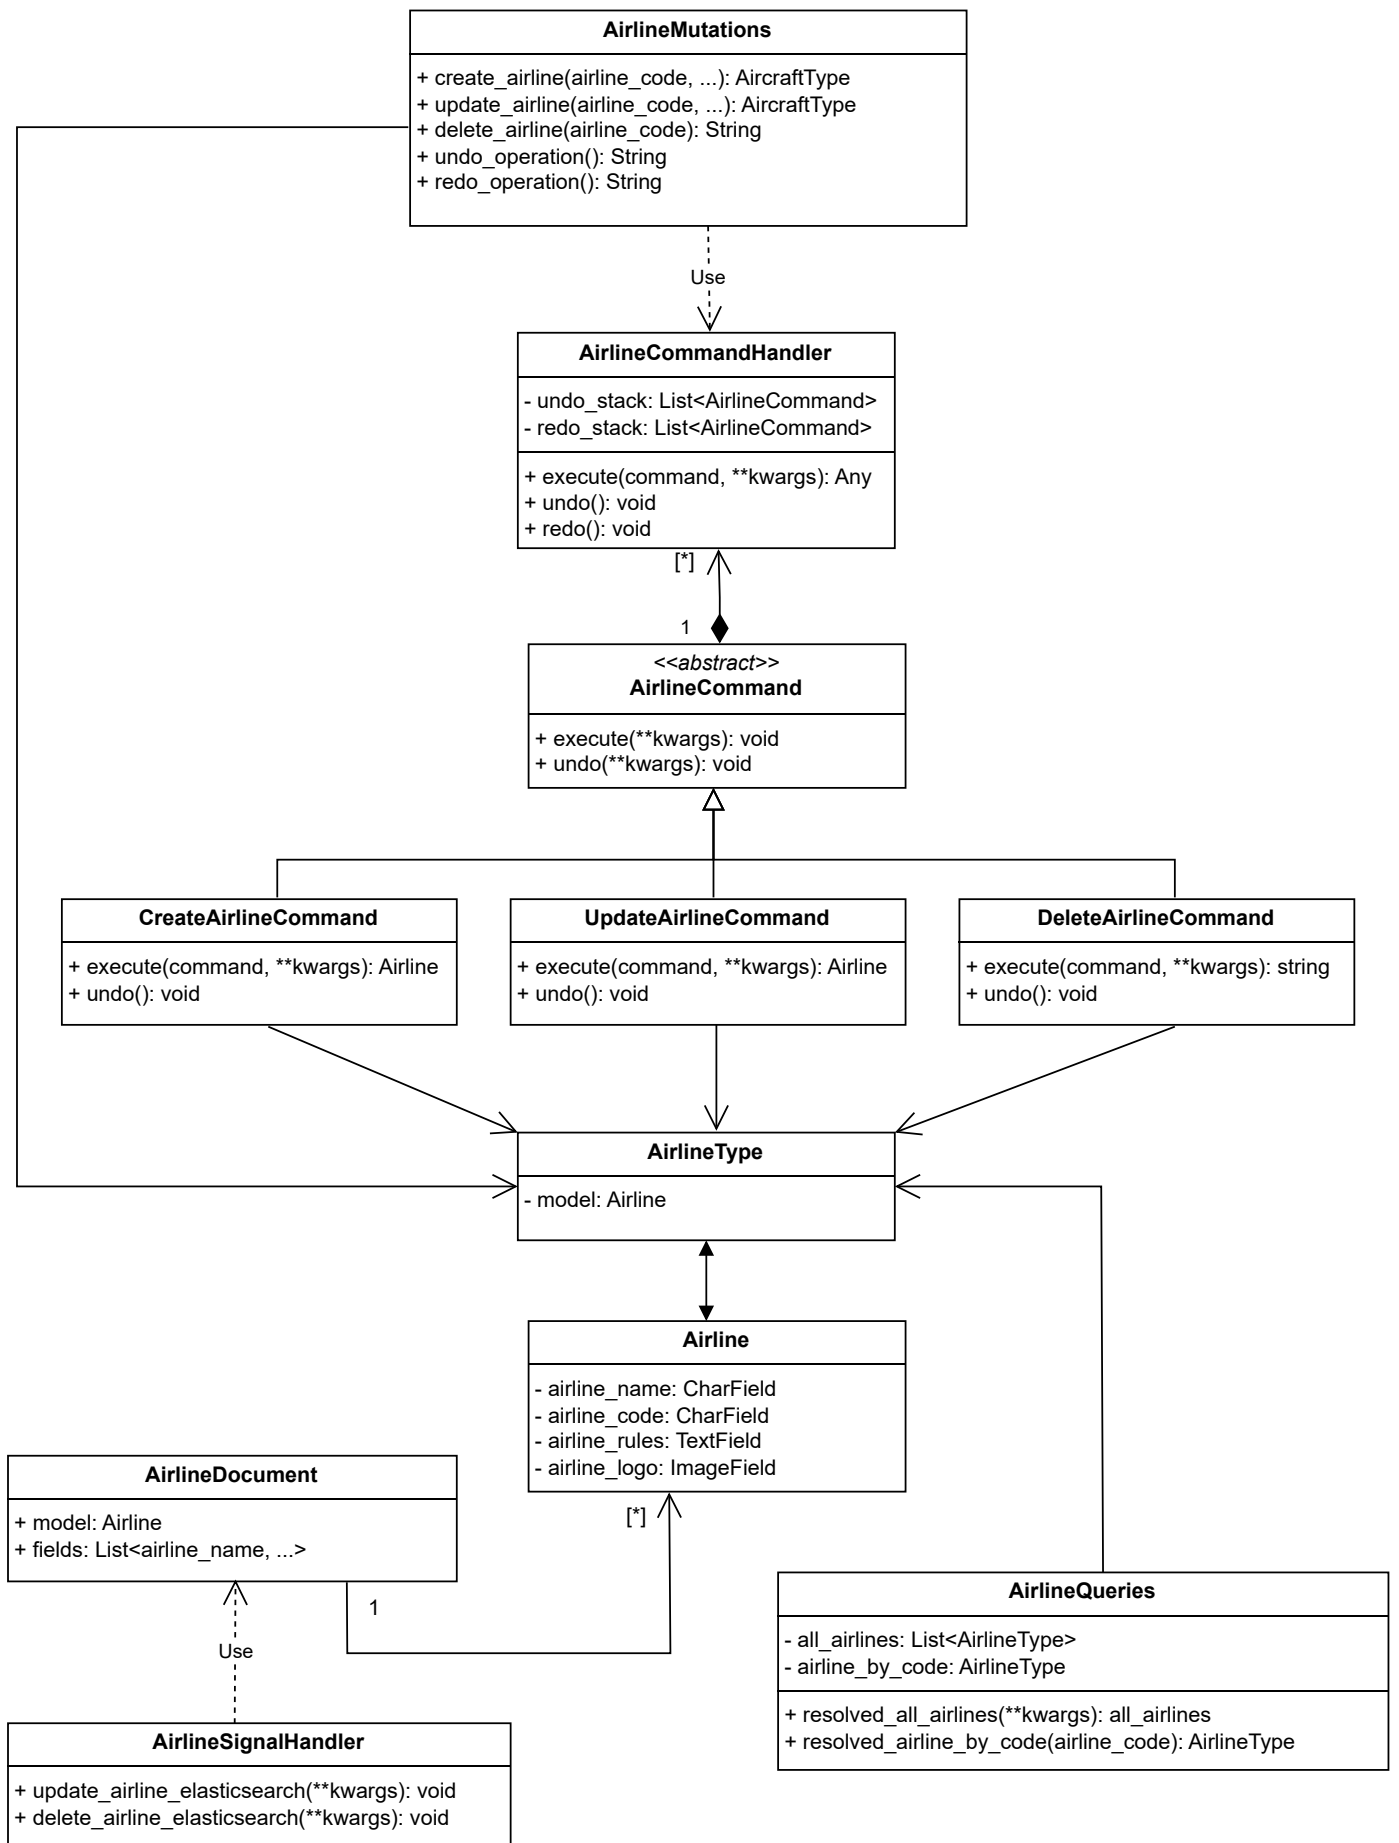 AirlineMutations
+ create_airline(airline_code, ...): AircraftType
+ update_airline(airline_code, ...): AircraftType
+ delete_airline(airline_code): String
+ undo_operation(): String
+ redo_operation(): String
Use
AirlineCommandHandler
- undo_stack: List<AirlineCommand>
- redo_stack: List<AirlineCommand>
+ execute(command, **kwargs): Any
+ undo(): void
+ redo(): void
[*]
1
<<abstract>>
AirlineCommand
+ execute(**kwargs): void
+ undo(**kwargs): void
CreateAirlineCommand
+ execute(command, **kwargs): Airline
+ undo(): void
UpdateAirlineCommand
+ execute(command, **kwargs): Airline
+ undo(): void
DeleteAirlineCommand
+ execute(command, **kwargs): string
+ undo(): void
AirlineType
- model: Airline
Airline
- airline_name: CharField
- airline_code: CharField
- airline_rules: TextField
- airline_logo: ImageField
[*]
AirlineDocument
+ model: Airline
+ fields: List<airline_name, ...>
1
Use
AirlineSignalHandler
+ update_airline_elasticsearch(**kwargs): void
+ delete_airline_elasticsearch(**kwargs): void
AirlineQueries
- all_airlines: List<AirlineType>
- airline_by_code: AirlineType
+ resolved_all_airlines(**kwargs): all_airlines
+ resolved_airline_by_code(airline_code): AirlineType